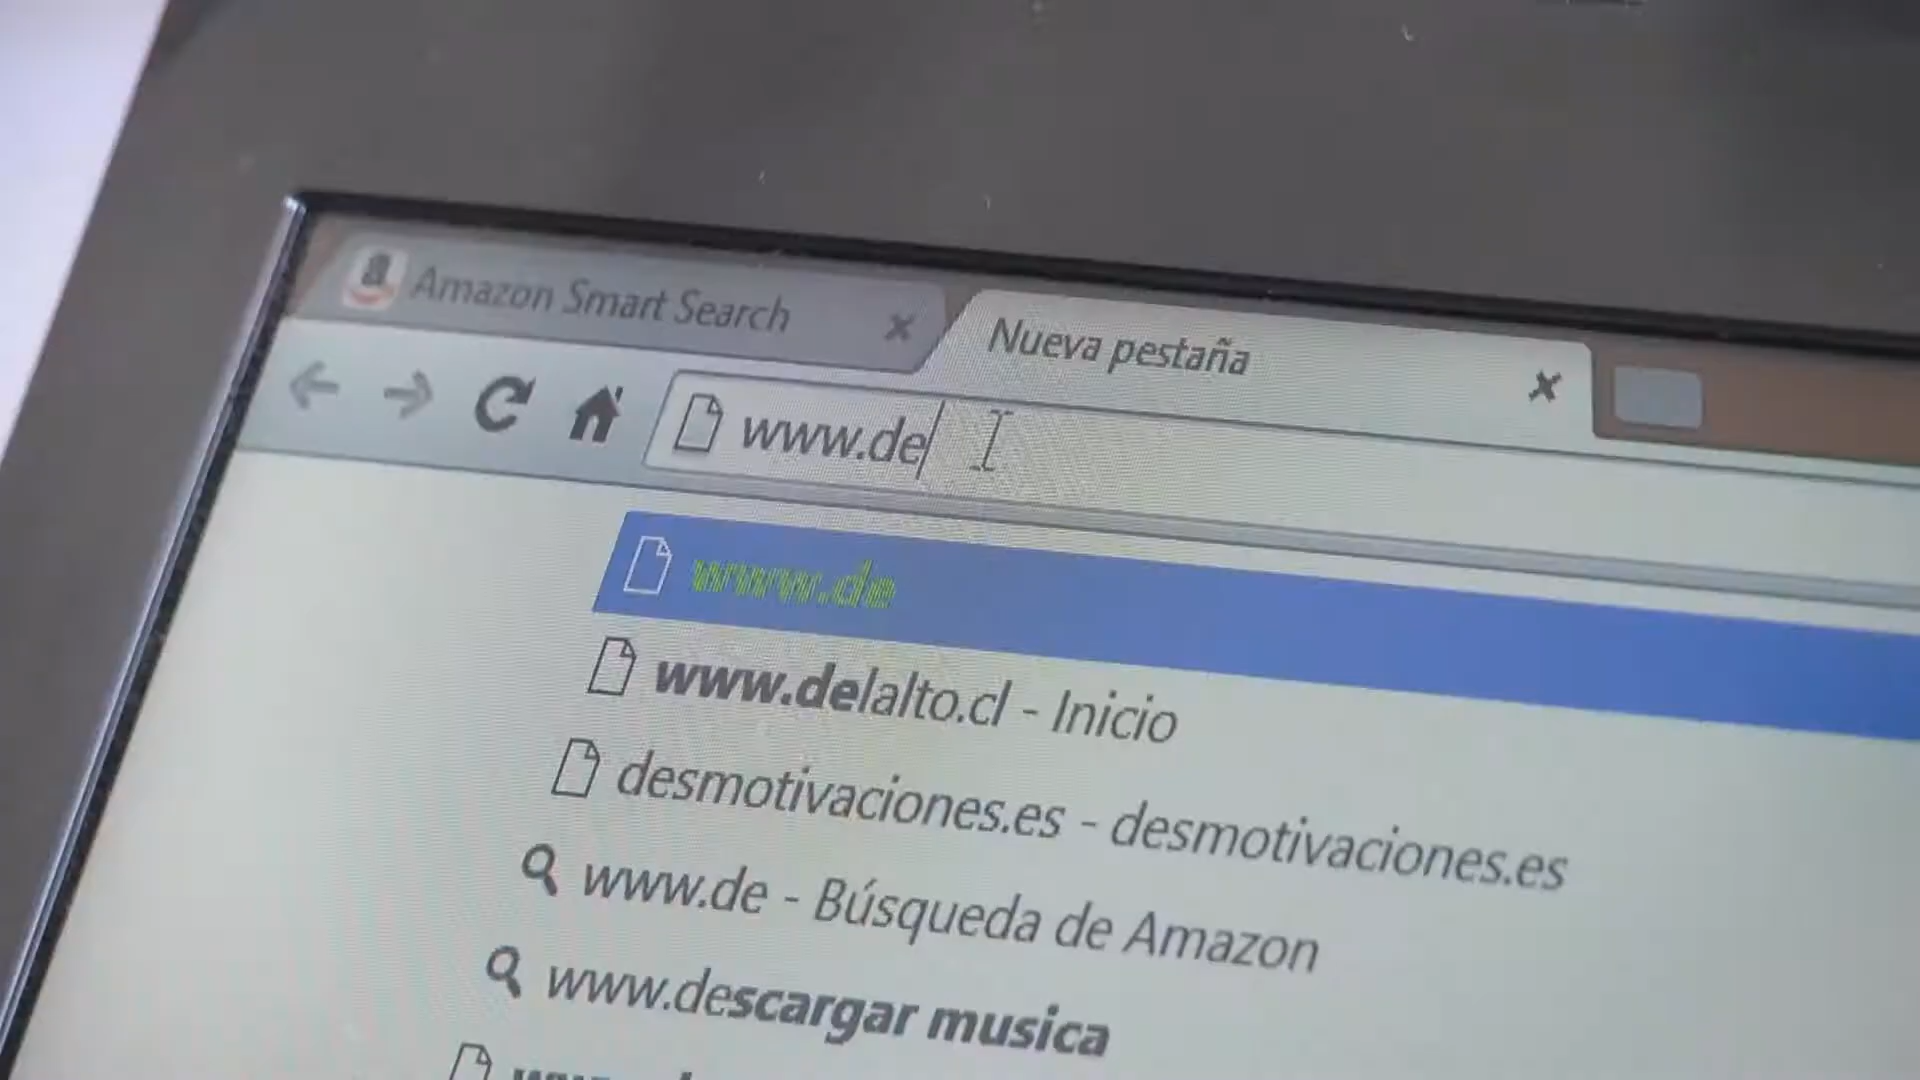 Amazon Smart Search
Nueva pestaña
www.de
www.de
www.delalto.cl - Inicio
desmotivaciones.es - desmotivaciones.es
www.de - Búsqueda de Amazon
www.descargar musica